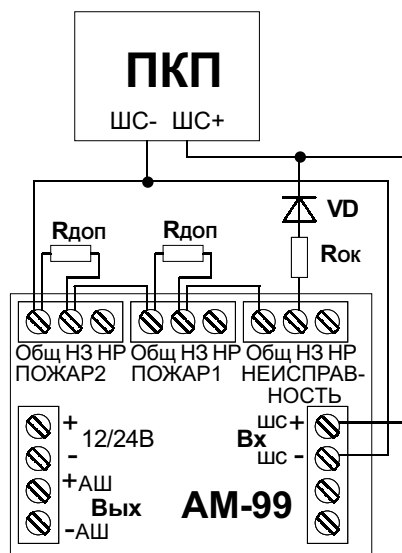 ПКП
ШС- ШС+
VD
Rдоп Rдоп
Rок
Общ НЗ НР Общ НЗ НР Общ НЗ НР
ПОЖАР2 ПОЖАР1 НЕИСПРАВ-
НОСТЬ
+ 12/24В -
Вх шс + шс -
+АШ
Вых
-АШ
АМ-99